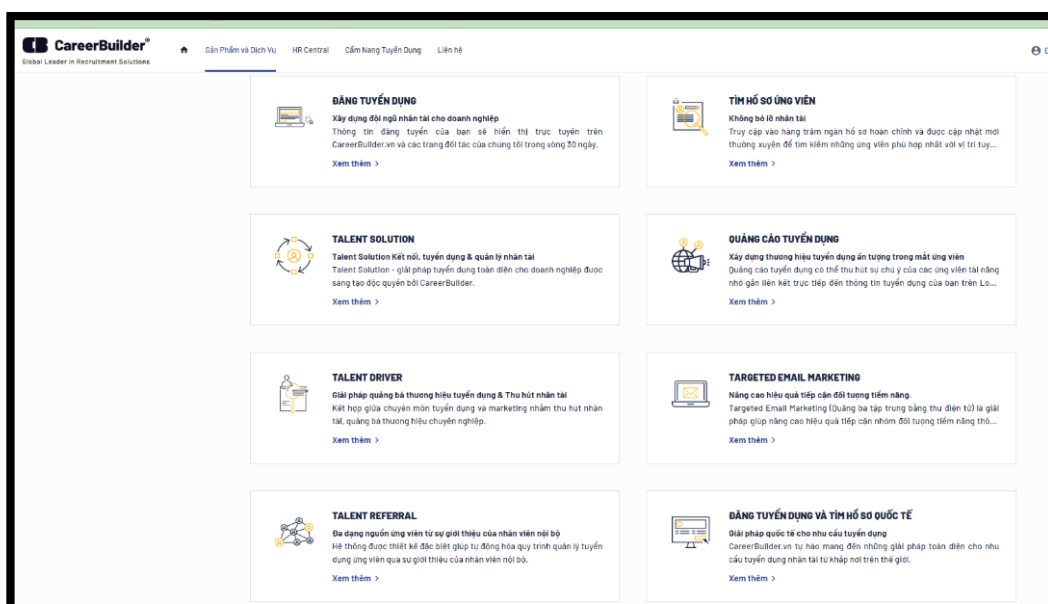 CareerBuilder®
Global Leader in Recruitment Solutions
Sản Phẩm và Dịch Vụ
HR Central
Cẩm Nang Tuyển Dụng
Liên hệ
ĐĂNG TUYỂN DỤNG
Xây dựng đội ngũ nhân tài cho doanh nghiệp
Thông tin đăng tuyển của bạn sẽ hiển thị trực tuyến trên
CareerBuilder.vn và các trang đối tác của chúng tôi trong vòng 30 ngày.
Xem thêm >
TÌM HỒ SƠ ỨNG VIÊN
Không bỏ lỡ nhân tài
Truy cập vào hàng trăm ngàn hồ sơ hoàn chỉnh và được cập nhật mới
thường xuyên để tìm kiếm những ứng viên phù hợp nhất với vị trí tuy...
Xem thêm >
TALENT SOLUTION
Talent Solution Kết nối, tuyển dụng & quản lý nhân tài
Talent Solution - giải pháp tuyển dụng toàn diện cho doanh nghiệp được
sáng tạo độc quyền bởi CareerBuilder.
Xem thêm >
QUẢNG CÁO TUYỂN DỤNG
Xây dựng thương hiệu tuyển dụng ấn tượng trong mắt ứng viên
Quảng cáo tuyển dụng có thể thu hút sự chú ý của các ứng viên tài năng
nhờ gắn liên kết trực tiếp đến thông tin tuyển dụng của bạn trên Lo...
Xem thêm >
TALENT DRIVER
Giải pháp quảng bá thương hiệu tuyển dụng & Thu hút nhân tài
Kết hợp giữa chuyên môn tuyển dụng và marketing nhằm thu hút nhân
tài, quảng bá thương hiệu chuyên nghiệp.
Xem thêm >
TARGETED EMAIL MARKETING
Nâng cao hiệu quả tiếp cận đối tượng tiềm năng.
Targeted Email Marketing (Quảng bá tập trung bằng thư điện tử) là giải
pháp giúp nâng cao hiệu quả tiếp cận nhóm đối tượng tiềm năng thô...
Xem thêm >
TALENT REFERRAL
Đa dạng nguồn ứng viên từ sự giới thiệu của nhân viên nội bộ
Hệ thống được thiết kế đặc biệt giúp tự động hóa quy trình quản lý tuyển
dụng ứng viên qua sự giới thiệu của nhân viên nội bộ.
Xem thêm >
ĐĂNG TUYỂN DỤNG VÀ TÌM HỒ SƠ QUỐC TẾ
Giải pháp quốc tế cho nhu cầu tuyển dụng
CareerBuilder.vn tự hào mang đến những giải pháp toàn diện cho nhu
cầu tuyển dụng nhân tài từ khắp nơi trên thế giới.
Xem thêm >